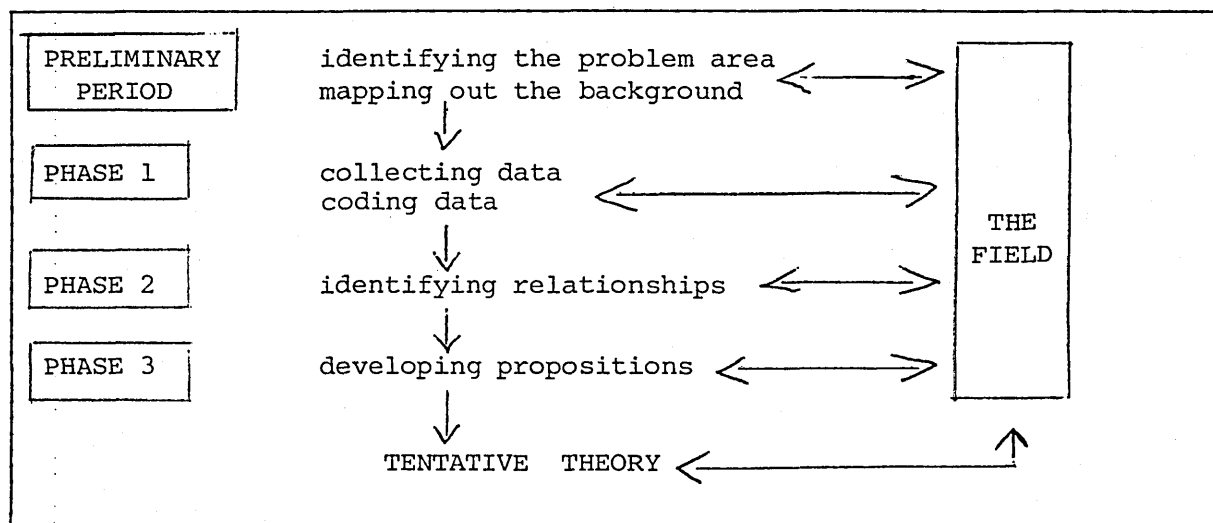 PRELIMINARY
PERIOD
identifying the problem area
mapping out the background
PHASE 1
collecting data
coding data
THE
FIELD
PHASE 2
identifying relationships
PHASE 3
developing propositions
TENTATIVE THEORY